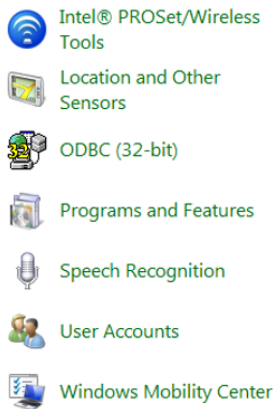 Intel® PROSet/Wireless
Tools
Location and Other
Sensors
32
ODBC (32-bit)
Programs and Features
Speech Recognition
User Accounts
Windows Mobility Center